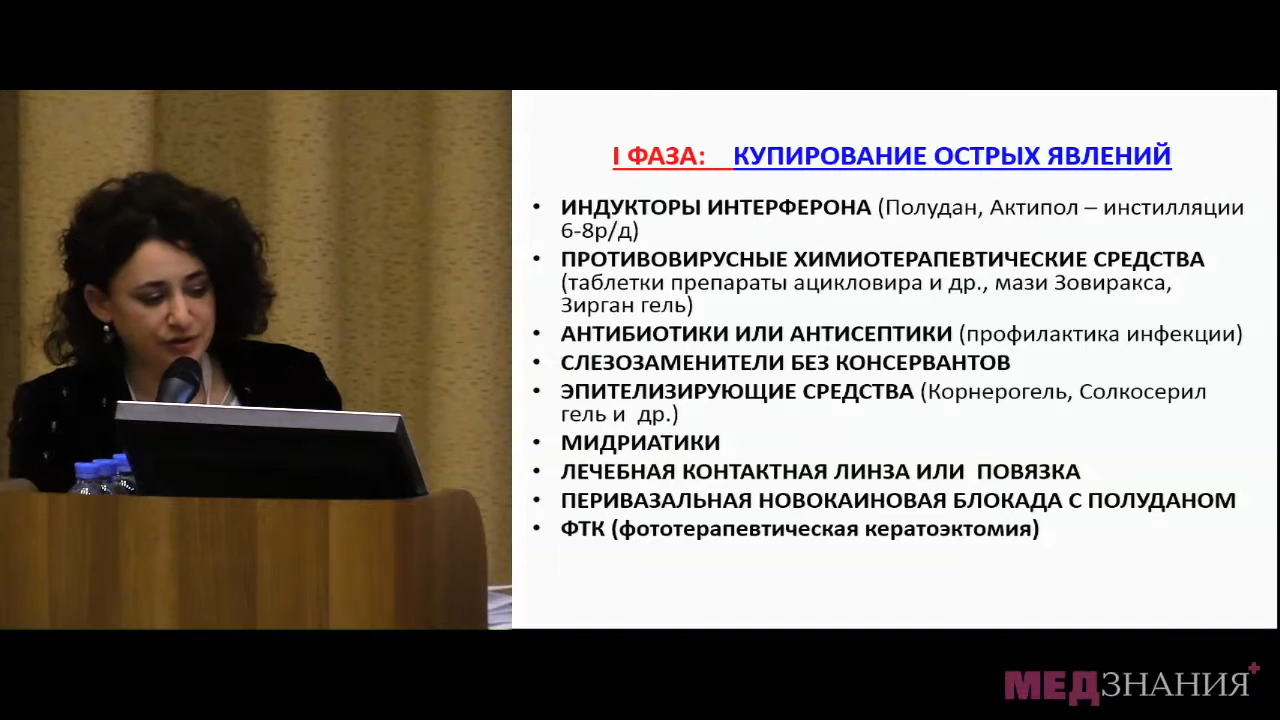 I ФАЗА: КУПИРОВАНИЕ ОСТРЫХ ЯВЛЕНИЙ
• ИНДУКТОРЫ ИНТЕРФЕРОНА (Полудан, Актипол – инстилляции
6-8р/д)
• ПРОТИВОВИРУСНЫЕ ХИМИОТЕРАПЕВТИЧЕСКИЕ СРЕДСТВА
(таблетки препараты ацикловира и др., мази Зовиракса,
Зирган гель)
• АНТИБИОТИКИ ИЛИ АНТИСЕПТИКИ (профилактика инфекции)
• СЛЕЗОЗАМЕНИТЕЛИ БЕЗ КОНСЕРВАНТОВ
• ЭПИТЕЛИЗИРУЮЩИЕ СРЕДСТВА (Корнерогель, Солкосерил
гель и др.)
• МИДРИАТИКИ
• ЛЕЧЕБНАЯ КОНТАКТНАЯ ЛИНЗА ИЛИ ПОВЯЗКА
• ПЕРИВАЗАЛЬНАЯ НОВОКАИНОВАЯ БЛОКАДА С ПОЛУДАНОМ
• ФТК (фототерапевтическая кератоэктомия)
МЕДЗНАНИЯ+